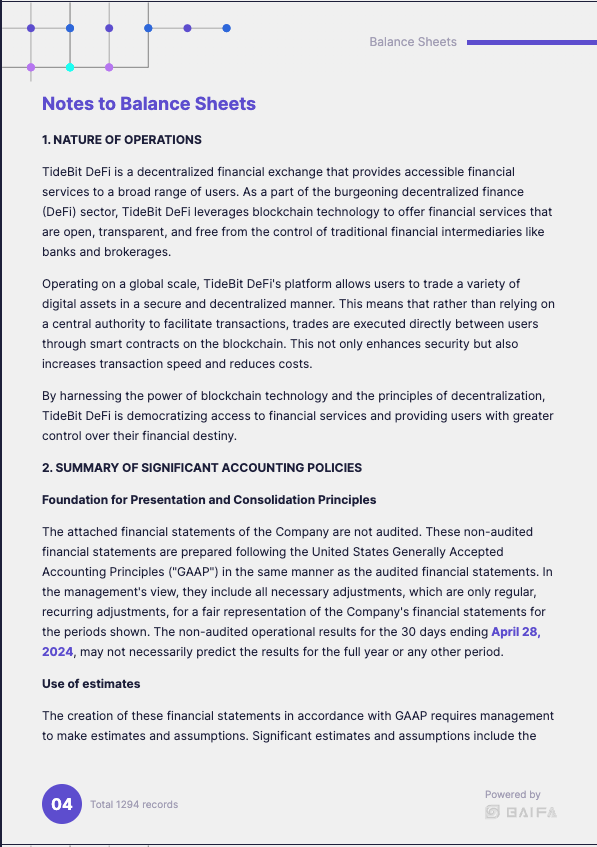 Balance Sheets
Notes to Balance Sheets
1. NATURE OF OPERATIONS
TideBit DeFi is a decentralized financial exchange that provides accessible financial
services to a broad range of users. As a part of the burgeoning decentralized finance
(DeFi) sector, TideBit DeFi leverages blockchain technology to offer financial services that
are open, transparent, and free from the control of traditional financial intermediaries like
banks and brokerages.
Operating on a global scale, TideBit DeFi's platform allows users to trade a variety of
digital assets in a secure and decentralized manner. This means that rather than relying on
a central authority to facilitate transactions, trades are executed directly between users
through smart contracts on the blockchain. This not only enhances security but also
increases transaction speed and reduces costs.
By harnessing the power of blockchain technology and the principles of decentralization,
TideBit DeFi is democratizing access to financial services and providing users with greater
control over their financial destiny.
2. SUMMARY OF SIGNIFICANT ACCOUNTING POLICIES
Foundation for Presentation and Consolidation Principles
The attached financial statements of the Company are not audited. These non-audited
financial statements are prepared following the United States Generally Accepted
Accounting Principles ("GAAP") in the same manner as the audited financial statements. In
the management's view, they include all necessary adjustments, which are only regular,
recurring adjustments, for a fair representation of the Company's financial statements for
the periods shown. The non-audited operational results for the 30 days ending April 28,
2024, may not necessarily predict the results for the full year or any other period.
Use of estimates
The creation of these financial statements in accordance with GAAP requires management
to make estimates and assumptions. Significant estimates and assumptions include the
04
Total 1294 records
Powered by
BAIFA